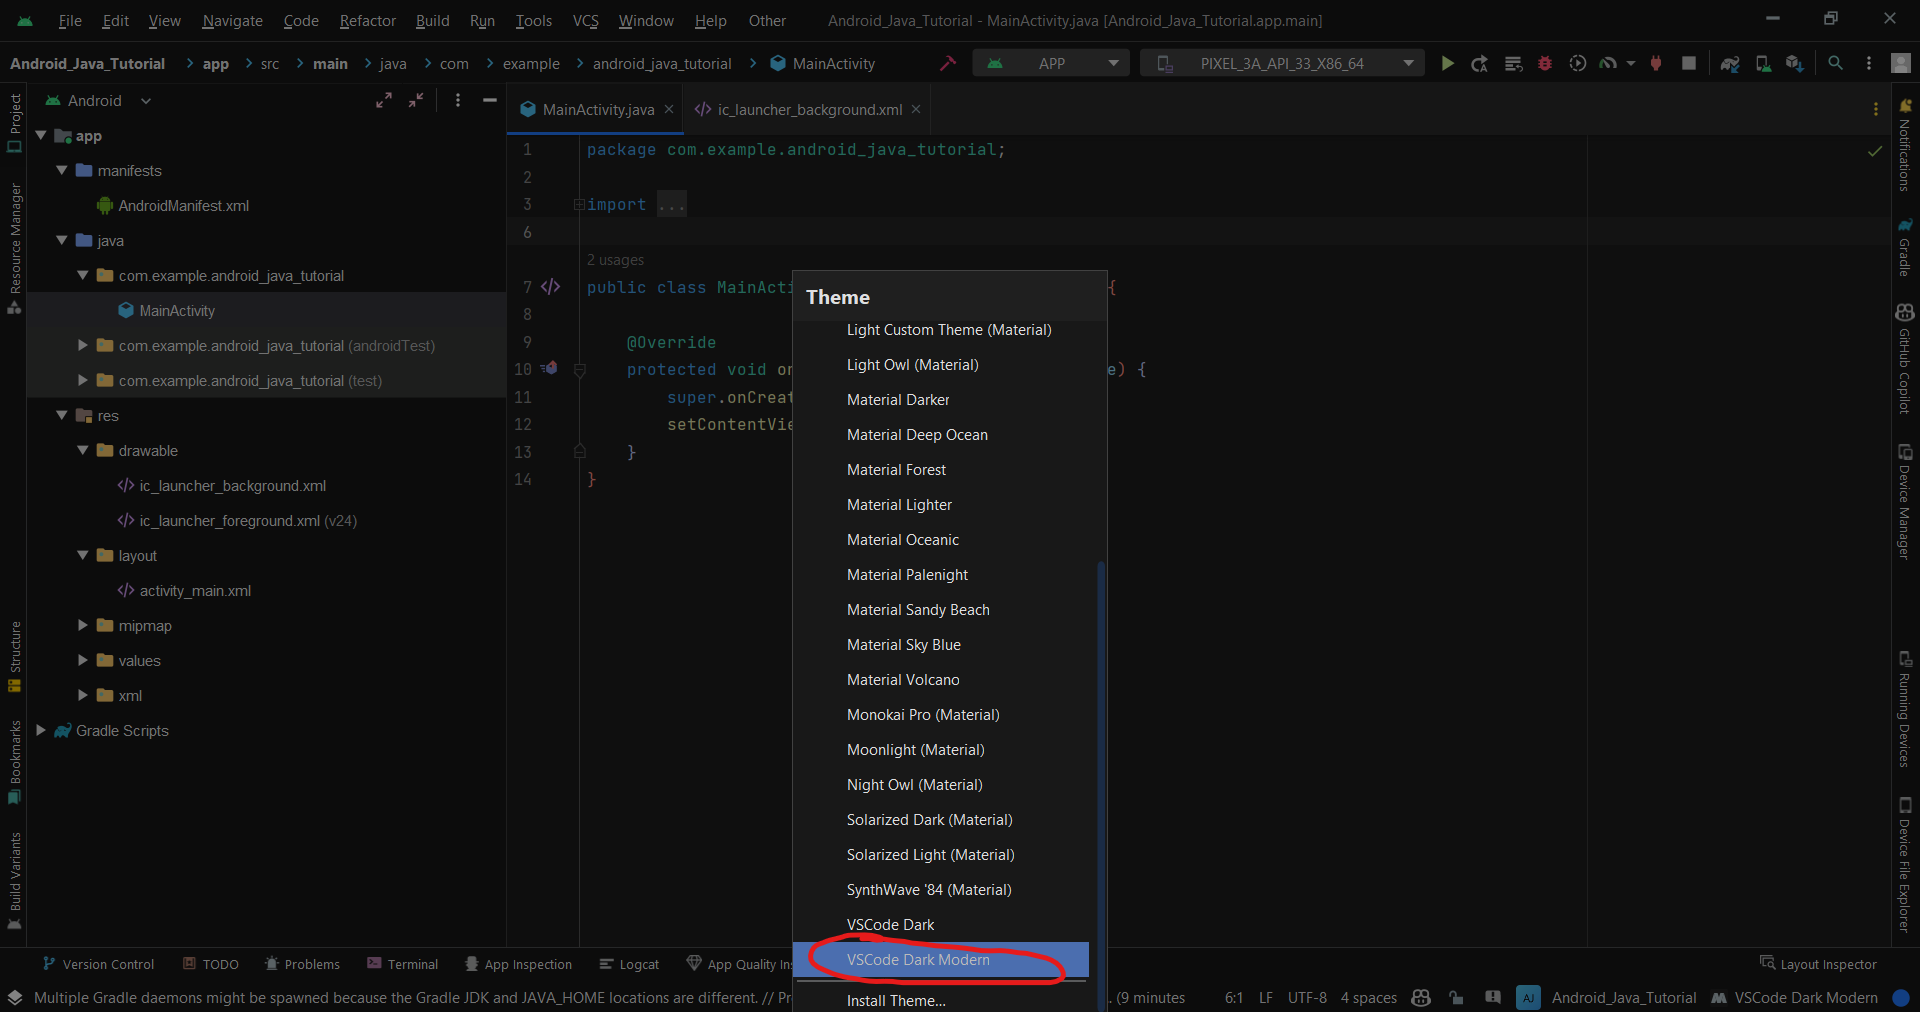 File Edit View Navigate Code Refactor Build Run Tools VCS Window Help Other Android_Java_Tutorial - MainActivity.java [Android_Java_Tutorial.app.main]
Android_Java_Tutorial app src main java com example android_java_tutorial MainActivity APP PIXEL_3A_API_33_X86_64
Project
Resource Manager
Structure
Bookmarks
Build Variants
Android
app
manifests
AndroidManifest.xml
java
com.example.android_java_tutorial
MainActivity
com.example.android_java_tutorial (androidTest)
com.example.android_java_tutorial (test)
res
drawable
ic_launcher_background.xml
ic_launcher_foreground.xml (v24)
layout
activity_main.xml
mipmap
values
xml
Gradle Scripts
MainActivity.java ic_launcher_background.xml
1 package com.example.android_java_tutorial;
2
3 import ...
6
2 usages
7 public class MainActi {
8
9 @Override
10 protected void on e) {
11 super.onCreat
12 setContentVie
13 }
14 }
Theme
Light Custom Theme (Material)
Light Owl (Material)
Material Darker
Material Deep Ocean
Material Forest
Material Lighter
Material Oceanic
Material Palenight
Material Sandy Beach
Material Sky Blue
Material Volcano
Monokai Pro (Material)
Moonlight (Material)
Night Owl (Material)
Solarized Dark (Material)
Solarized Light (Material)
SynthWave '84 (Material)
VSCode Dark
VSCode Dark Modern
Install Theme...
Notifications
Gradle
GitHub Copilot
Device Manager
Running Devices
Device File Explorer
Version Control TODO Problems Terminal App Inspection Logcat App Quality Ins Layout Inspector
Multiple Gradle daemons might be spawned because the Gradle JDK and JAVA_HOME locations are different. // Pr . (9 minutes 6:1 LF UTF-8 4 spaces AJ Android_Java_Tutorial VSCode Dark Modern